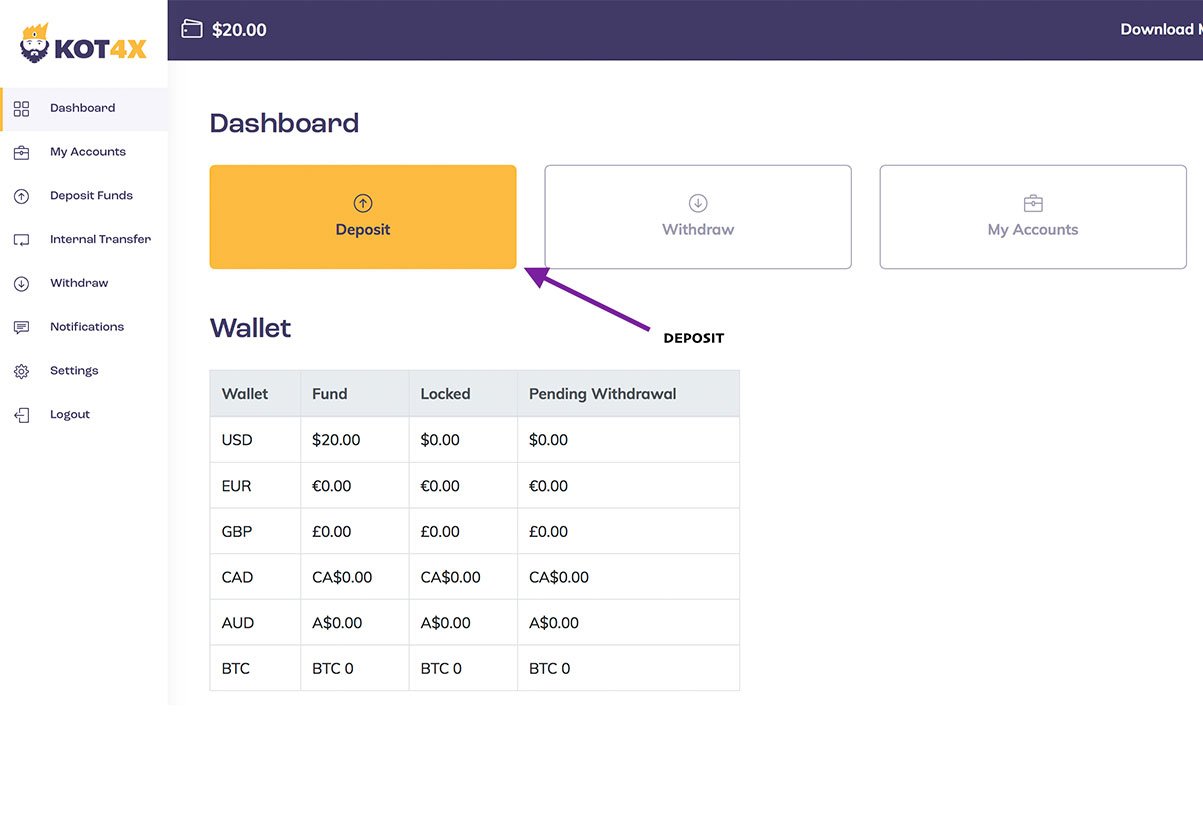 KOT4X
$20.00
Download
Dashboard
My Accounts
Deposit Funds
Internal Transfer
Withdraw
Notifications
Settings
Logout
Dashboard
Deposit
Withdraw
My Accounts
Wallet
DEPOSIT
Wallet Fund Locked Pending Withdrawal
USD $20.00 $0.00 $0.00
EUR €0.00 €0.00 €0.00
GBP £0.00 £0.00 £0.00
CAD CA$0.00 CA$0.00 CA$0.00
AUD A$0.00 A$0.00 A$0.00
BTC BTC 0 BTC 0 BTC 0